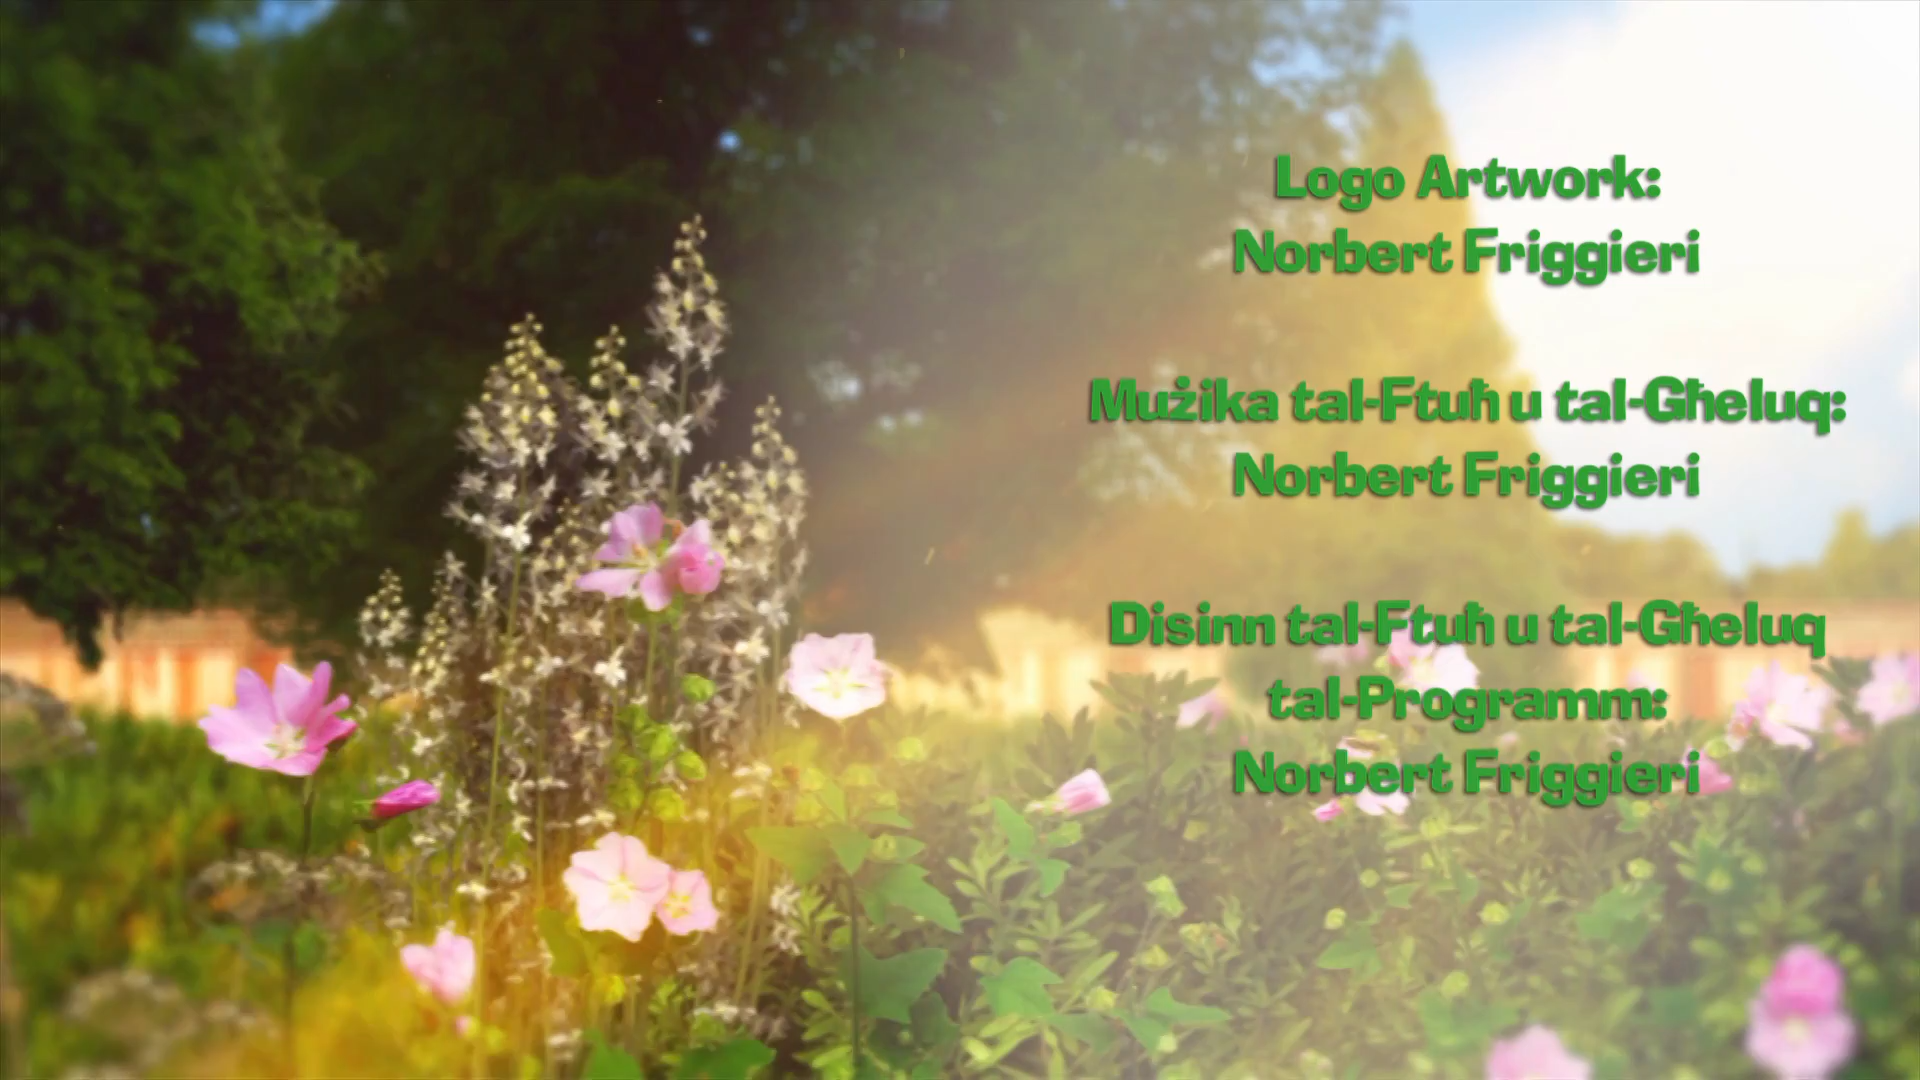 Logo Artwork:
Norbert Friggieri
Mużika tal-Ftuħ u tal-Għeluq:
Norbert Friggieri
Disinn tal-Ftuħ u tal-Għeluq
tal-Programm:
Norbert Friggieri